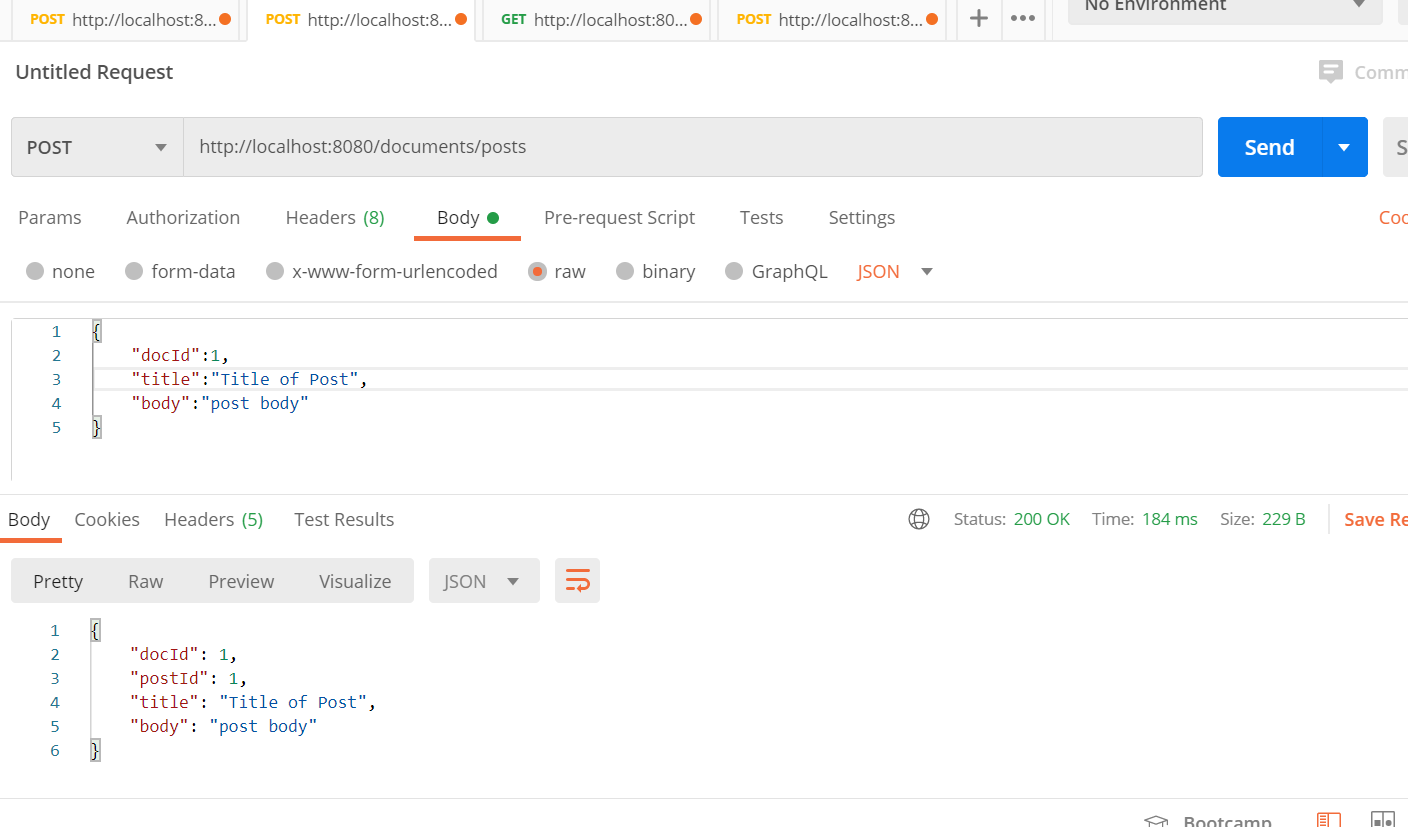 POST http://localhost:8... POST http://localhost:8... GET http://localhost:80... POST http://localhost:8... + ••• No Environment
Untitled Request
Comm
POST http://localhost:8080/documents/posts Send S
Params Authorization Headers (8) Body Pre-request Script Tests Settings Coo
none form-data x-www-form-urlencoded raw binary GraphQL JSON
1 {
2 "docId":1,
3 "title":"Title of Post",
4 "body":"post body"
5 }
Body Cookies Headers (5) Test Results Status: 200 OK Time: 184 ms Size: 229 B Save Re
Pretty Raw Preview Visualize JSON
1 {
2 "docId": 1,
3 "postId": 1,
4 "title": "Title of Post",
5 "body": "post body"
6 }
Bootcamp